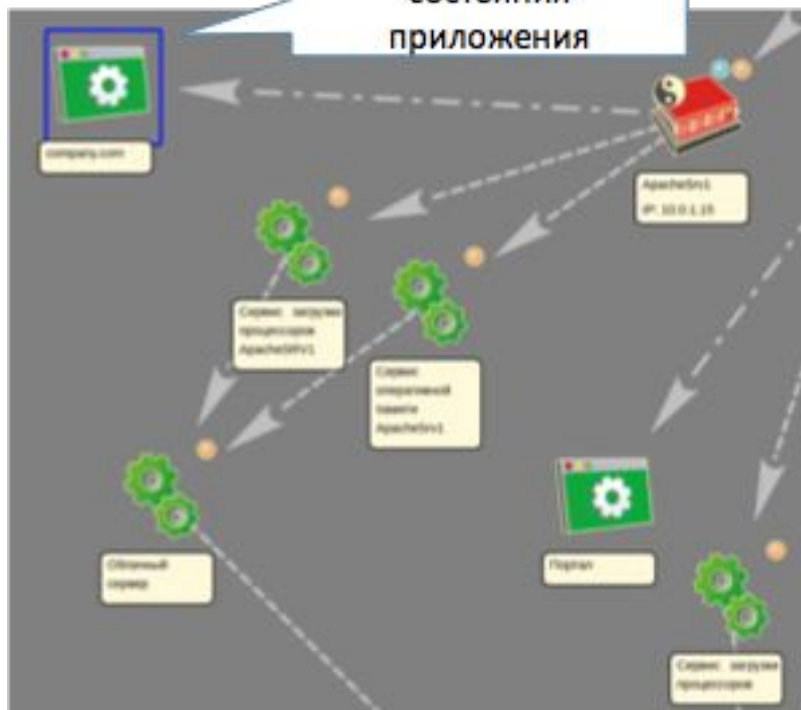 состояния
приложения
company.com
ApacheSrv1
IP: 10.0.1.15
Сервис загрузки
процессоров
ApacheSRV1
Сервис
оперативной
памяти
ApacheSrv1
Облачный
сервер
Портал
Сервис загрузки
процессоров